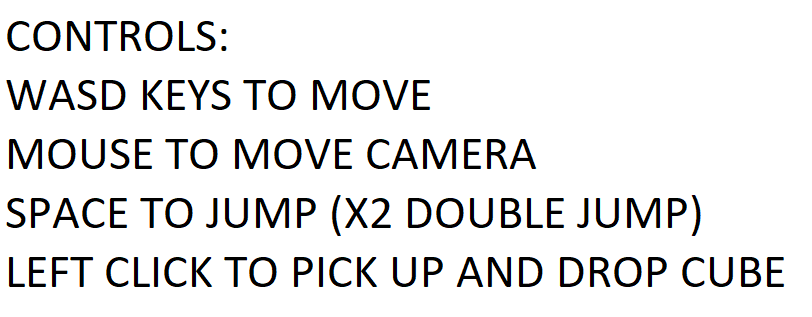 CONTROLS:
WASD KEYS TO MOVE
MOUSE TO MOVE CAMERA
SPACE TO JUMP (X2 DOUBLE JUMP)
LEFT CLICK TO PICK UP AND DROP CUBE